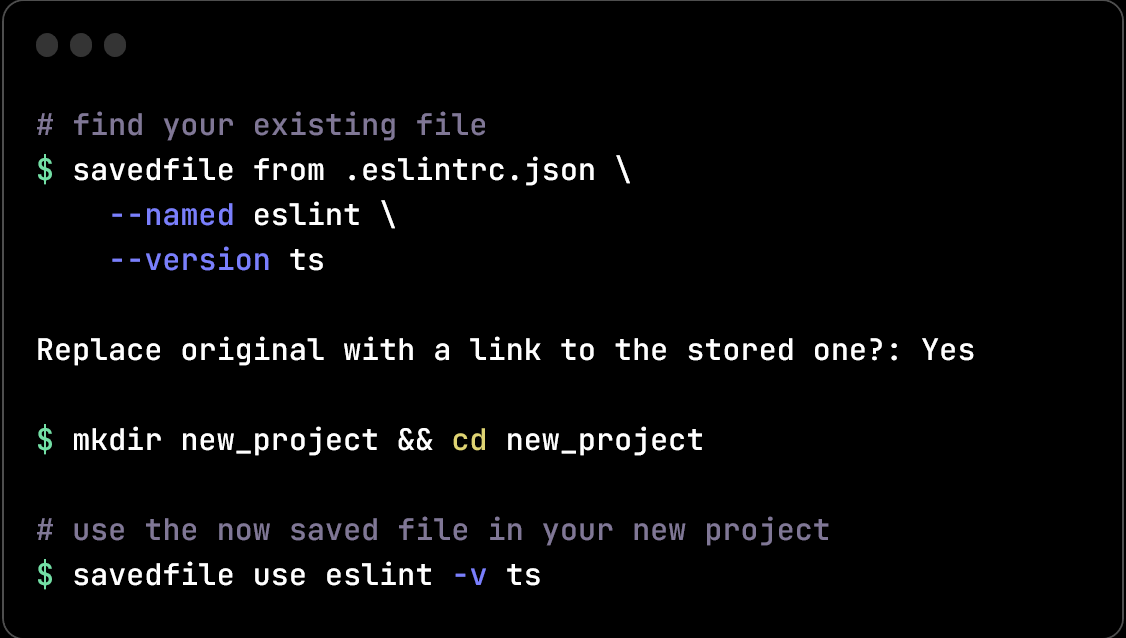 # find your existing file
$ savedfile from .eslintrc.json \
    --named eslint \
    --version ts
Replace original with a link to the stored one?: Yes
$ mkdir new_project && cd new_project
# use the now saved file in your new project
$ savedfile use eslint -v ts